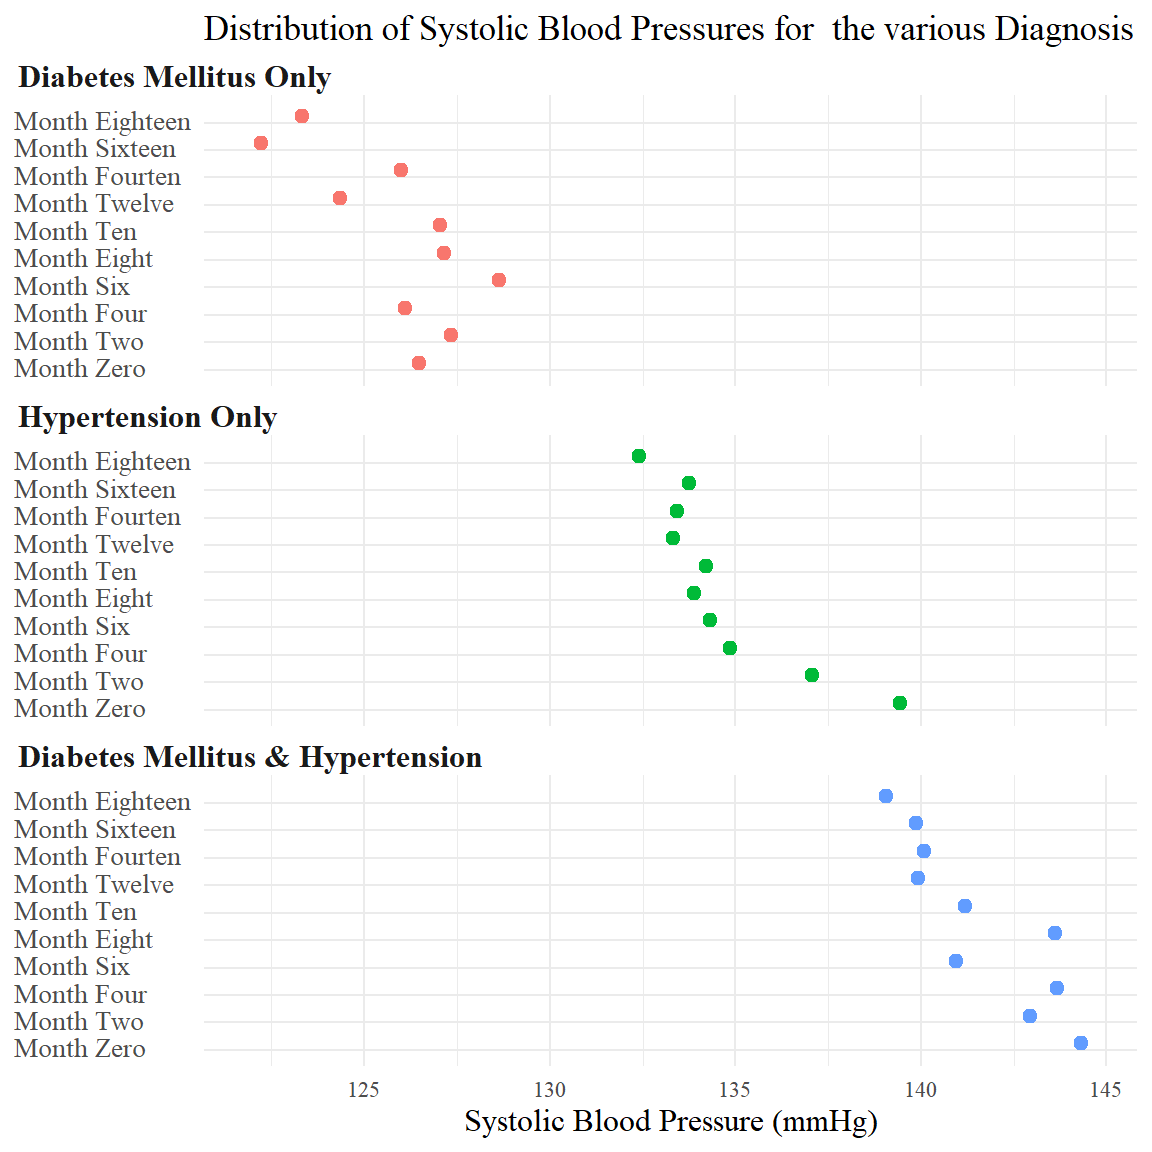 Distribution of Systolic Blood Pressures for  the various Diagnosis
Diabetes Mellitus Only
Month Eighteen
Month Sixteen
Month Fourten
Month Twelve
Month Ten
Month Eight
Month Six
Month Four
Month Two
Month Zero
Hypertension Only
Month Eighteen
Month Sixteen
Month Fourten
Month Twelve
Month Ten
Month Eight
Month Six
Month Four
Month Two
Month Zero
Diabetes Mellitus & Hypertension
Month Eighteen
Month Sixteen
Month Fourten
Month Twelve
Month Ten
Month Eight
Month Six
Month Four
Month Two
Month Zero
125 130 135 140 145
Systolic Blood Pressure (mmHg)